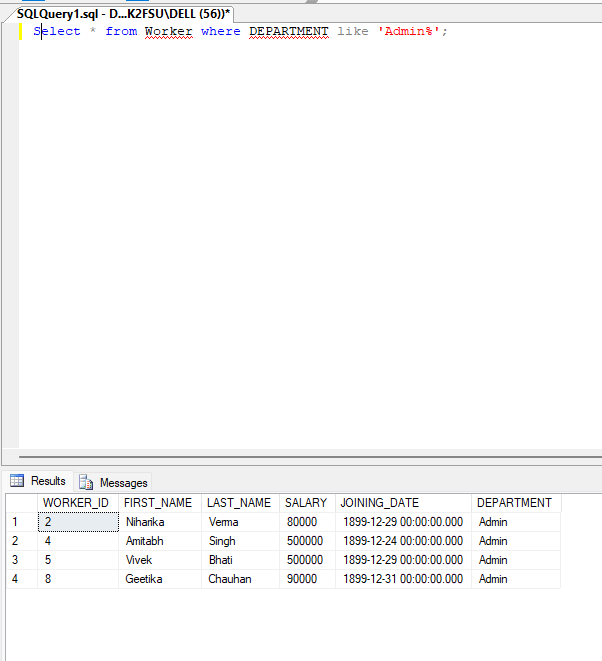 SQLQuery1.sql - D...K2FSU\DELL (56))*
Select * from Worker where DEPARTMENT like 'Admin%';
Results Messages
WORKER_ID FIRST_NAME LAST_NAME SALARY JOINING_DATE DEPARTMENT
1 2 Niharika Verma 80000 1899-12-29 00:00:00.000 Admin
2 4 Amitabh Singh 500000 1899-12-24 00:00:00.000 Admin
3 5 Vivek Bhati 500000 1899-12-29 00:00:00.000 Admin
4 8 Geetika Chauhan 90000 1899-12-31 00:00:00.000 Admin